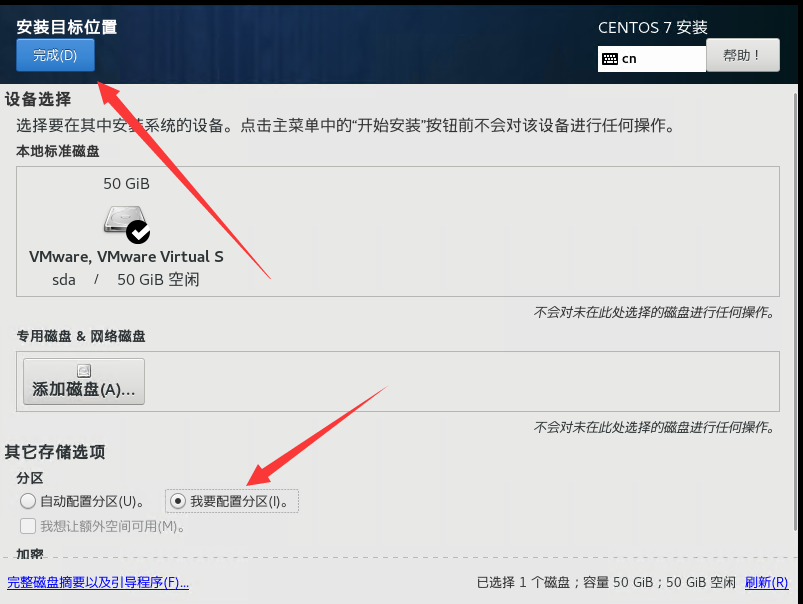 安装目标位置
CENTOS 7 安装
完成(D)
cn
帮助！
设备选择
选择要在其中安装系统的设备。点击主菜单中的“开始安装”按钮前不会对该设备进行任何操作。
本地标准磁盘
50 GiB
VMware, VMware Virtual S
sda / 50 GiB 空闲
不会对未在此处选择的磁盘进行任何操作。
专用磁盘 & 网络磁盘
添加磁盘(A)...
不会对未在此处选择的磁盘进行任何操作。
其它存储选项
分区
自动配置分区(U)。
我要配置分区(I)。
我想让额外空间可用(M)。
加密
完整磁盘摘要以及引导程序(F)...
已选择 1 个磁盘；容量 50 GiB；50 GiB 空闲
刷新(R)